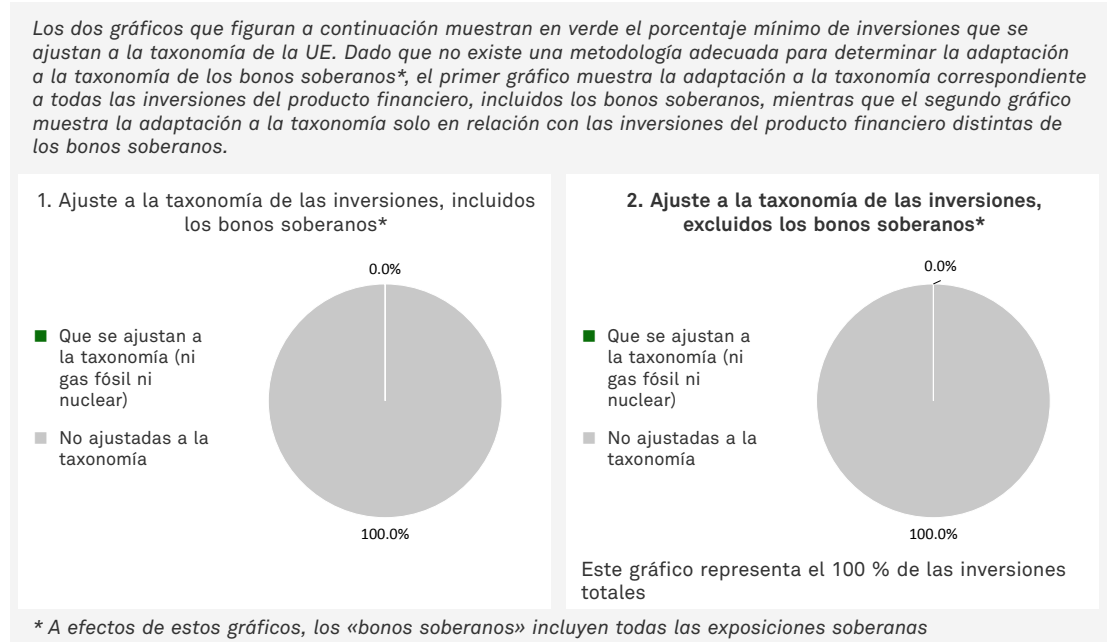 Los dos gráficos que figuran a continuación muestran en verde el porcentaje mínimo de inversiones que se
ajustan a la taxonomía de la UE. Dado que no existe una metodología adecuada para determinar la adaptación
a la taxonomía de los bonos soberanos*, el primer gráfico muestra la adaptación a la taxonomía correspondiente
a todas las inversiones del producto financiero, incluidos los bonos soberanos, mientras que el segundo gráfico
muestra la adaptación a la taxonomía solo en relación con las inversiones del producto financiero distintas de
los bonos soberanos.
1. Ajuste a la taxonomía de las inversiones, incluidos
los bonos soberanos*
0.0%
Que se ajustan a
la taxonomía (ni
gas fósil ni
nuclear)
No ajustadas a la
taxonomía
100.0%
2. Ajuste a la taxonomía de las inversiones,
excluidos los bonos soberanos*
0.0%
Que se ajustan a
la taxonomía (ni
gas fósil ni
nuclear)
No ajustadas a la
taxonomía
100.0%
Este gráfico representa el 100 % de las inversiones
totales
* A efectos de estos gráficos, los «bonos soberanos» incluyen todas las exposiciones soberanas